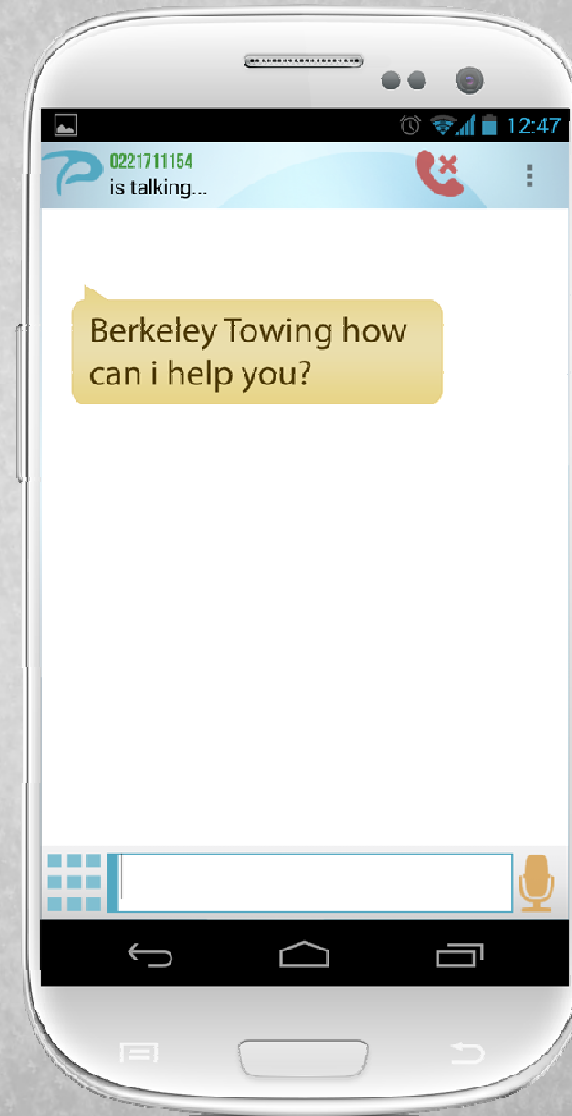 12:47
0221711154
is talking...
Berkeley Towing how
can i help you?